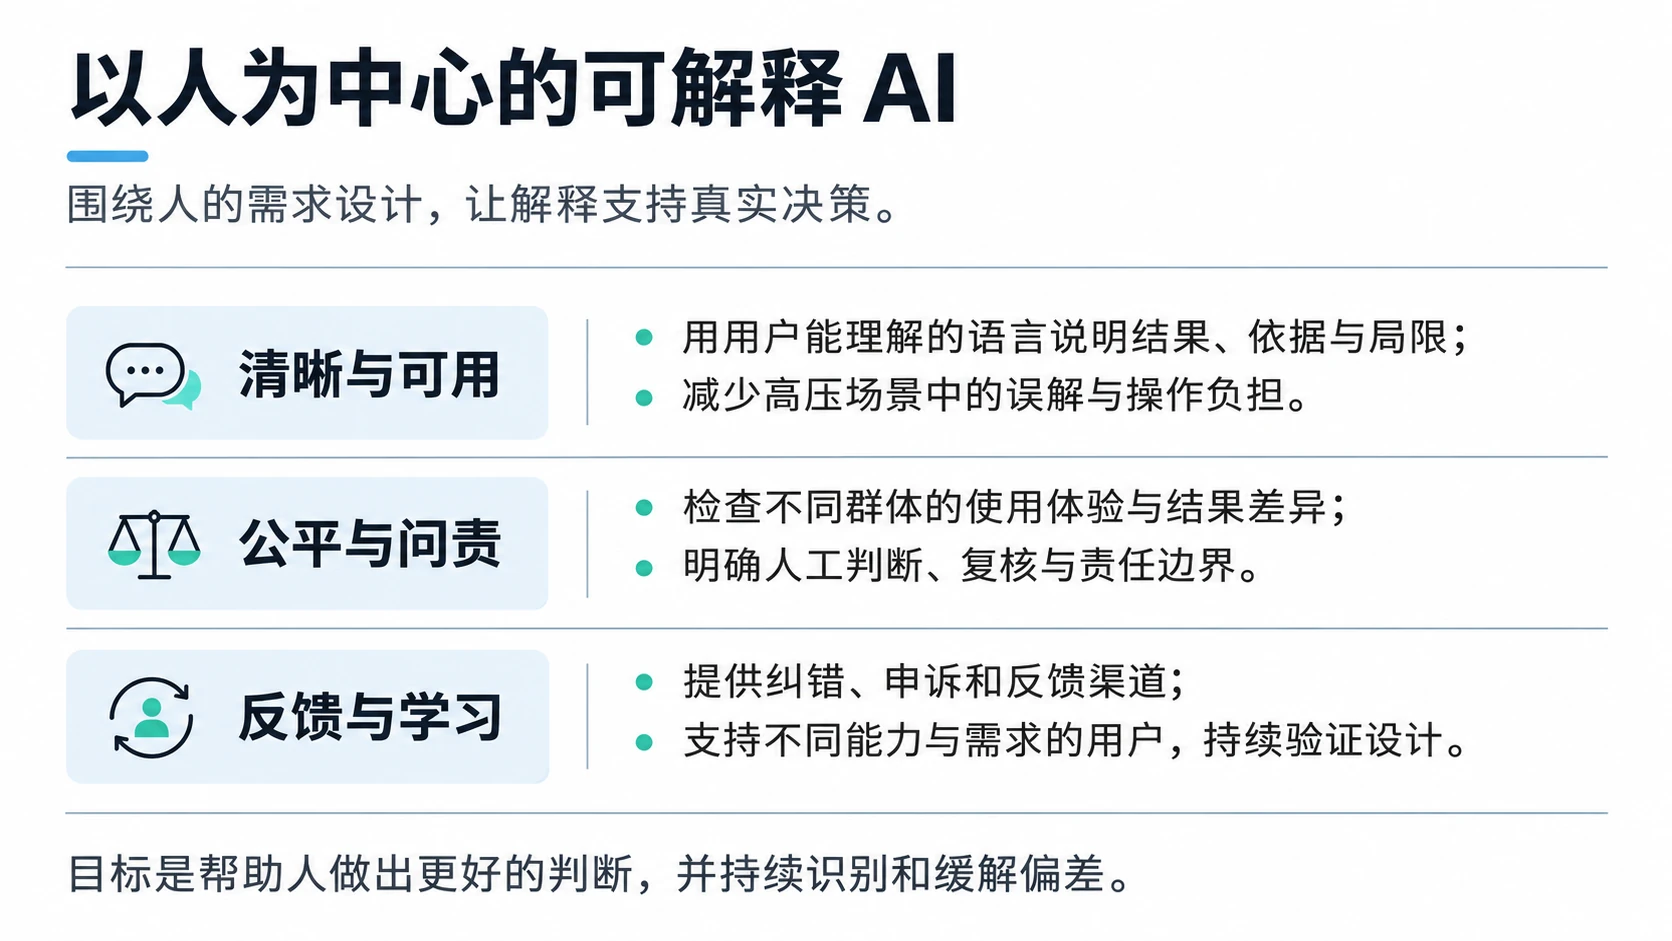 以人为中心的可解释 AI
围绕人的需求设计，让解释支持真实决策。
清晰与可用
用用户能理解的语言说明结果、依据与局限；
减少高压场景中的误解与操作负担。
公平与问责
检查不同群体的使用体验与结果差异；
明确人工判断、复核与责任边界。
反馈与学习
提供纠错、申诉和反馈渠道；
支持不同能力与需求的用户，持续验证设计。
目标是帮助人做出更好的判断，并持续识别和缓解偏差。